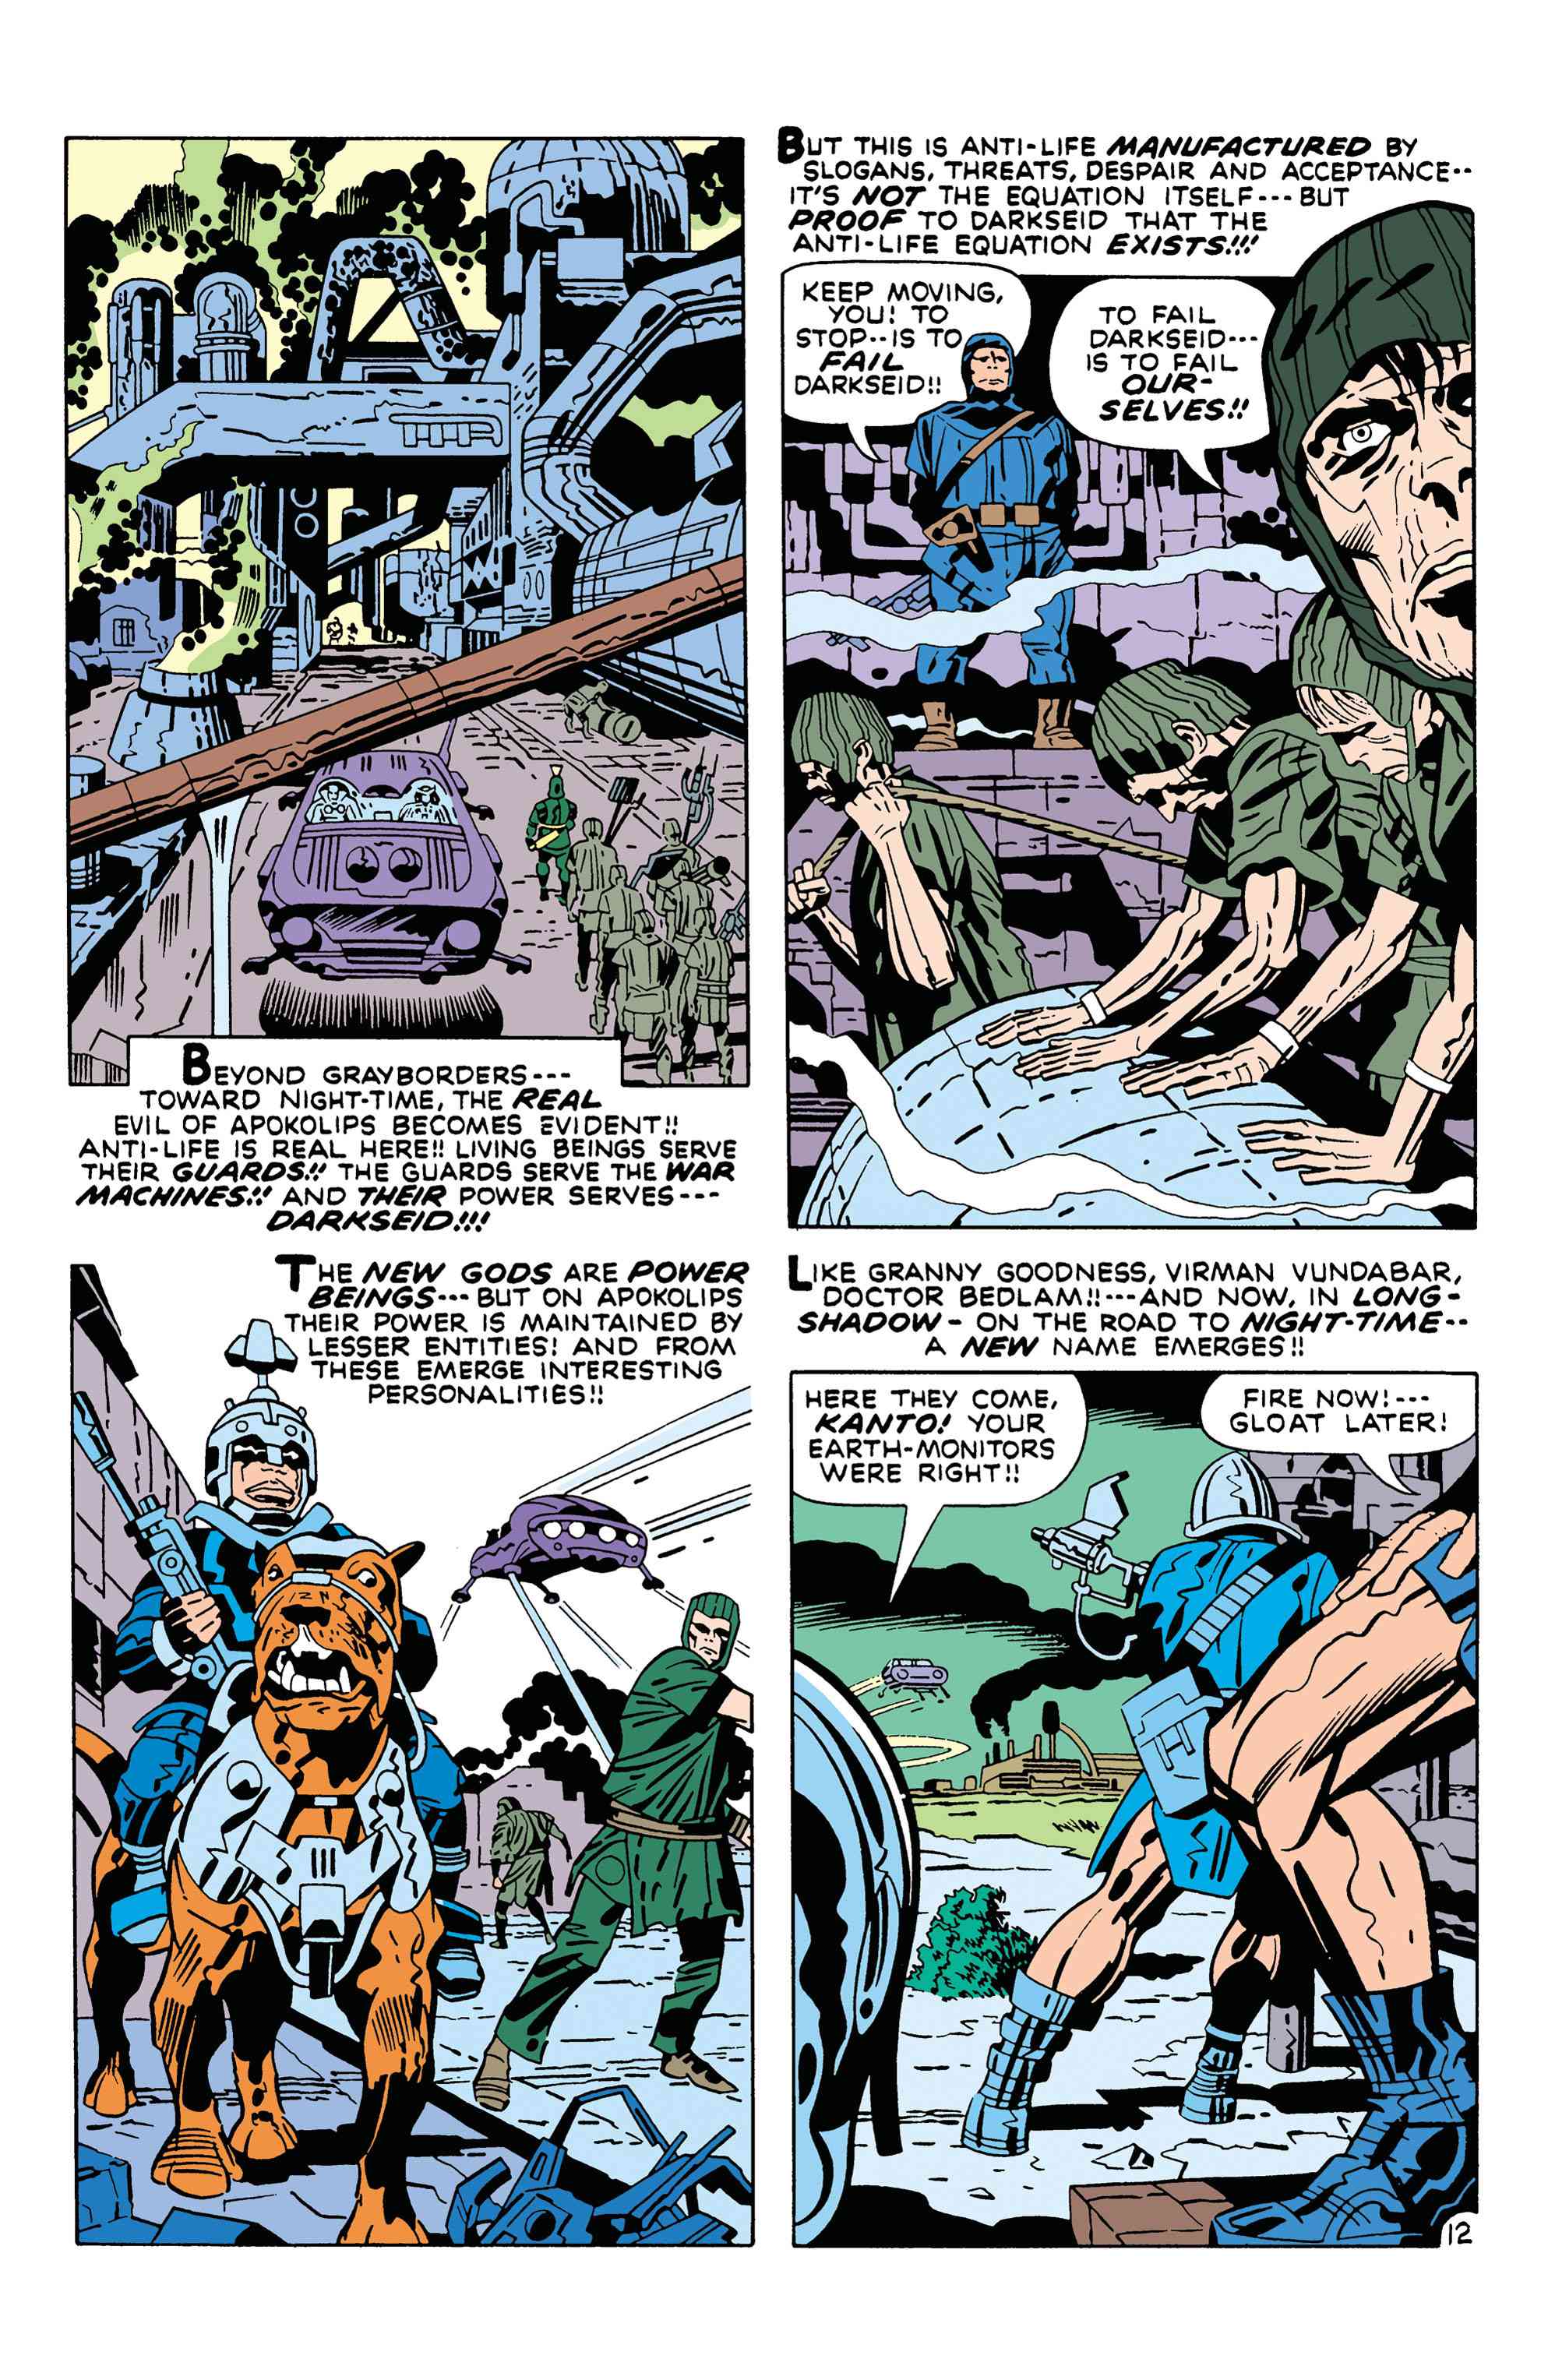 BEYOND GRAYBORDERS---
TOWARD NIGHT-TIME, THE REAL
EVIL OF APOKOLIPS BECOMES EVIDENT!!
ANTI-LIFE IS REAL HERE!! LIVING BEINGS SERVE
THEIR GUARDS!! THE GUARDS SERVE THE WAR
MACHINES!! AND THEIR POWER SERVES---
DARKSEID!!!
BUT THIS IS ANTI-LIFE MANUFACTURED BY
SLOGANS, THREATS, DESPAIR AND ACCEPTANCE--
IT'S NOT THE EQUATION ITSELF--- BUT
PROOF TO DARKSEID THAT THE
ANTI-LIFE EQUATION EXISTS!!!
KEEP MOVING,
YOU! TO
STOP--IS TO
FAIL
DARKSEID!!
TO FAIL
DARKSEID---
IS TO FAIL
OUR-
SELVES!!
THE NEW GODS ARE POWER
BEINGS--- BUT ON APOKOLIPS
THEIR POWER IS MAINTAINED BY
LESSER ENTITIES! AND FROM
THESE EMERGE INTERESTING
PERSONALITIES!!
LIKE GRANNY GOODNESS, VIRMAN VUNDABAR,
DOCTOR BEDLAM!!---AND NOW, IN LONG-
SHADOW - ON THE ROAD TO NIGHT-TIME--
A NEW NAME EMERGES!!
HERE THEY COME,
KANTO! YOUR
EARTH-MONITORS
WERE RIGHT!!
FIRE NOW!---
GLOAT LATER!
12